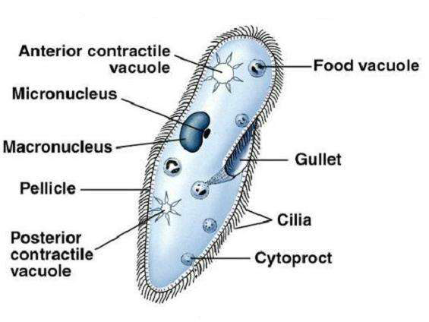 Anterior contractile
vacuole
Micronucleus
Macronucleus
Pellicle
Posterior
contractile
vacuole
Food vacuole
Gullet
Cilia
Cytoproct